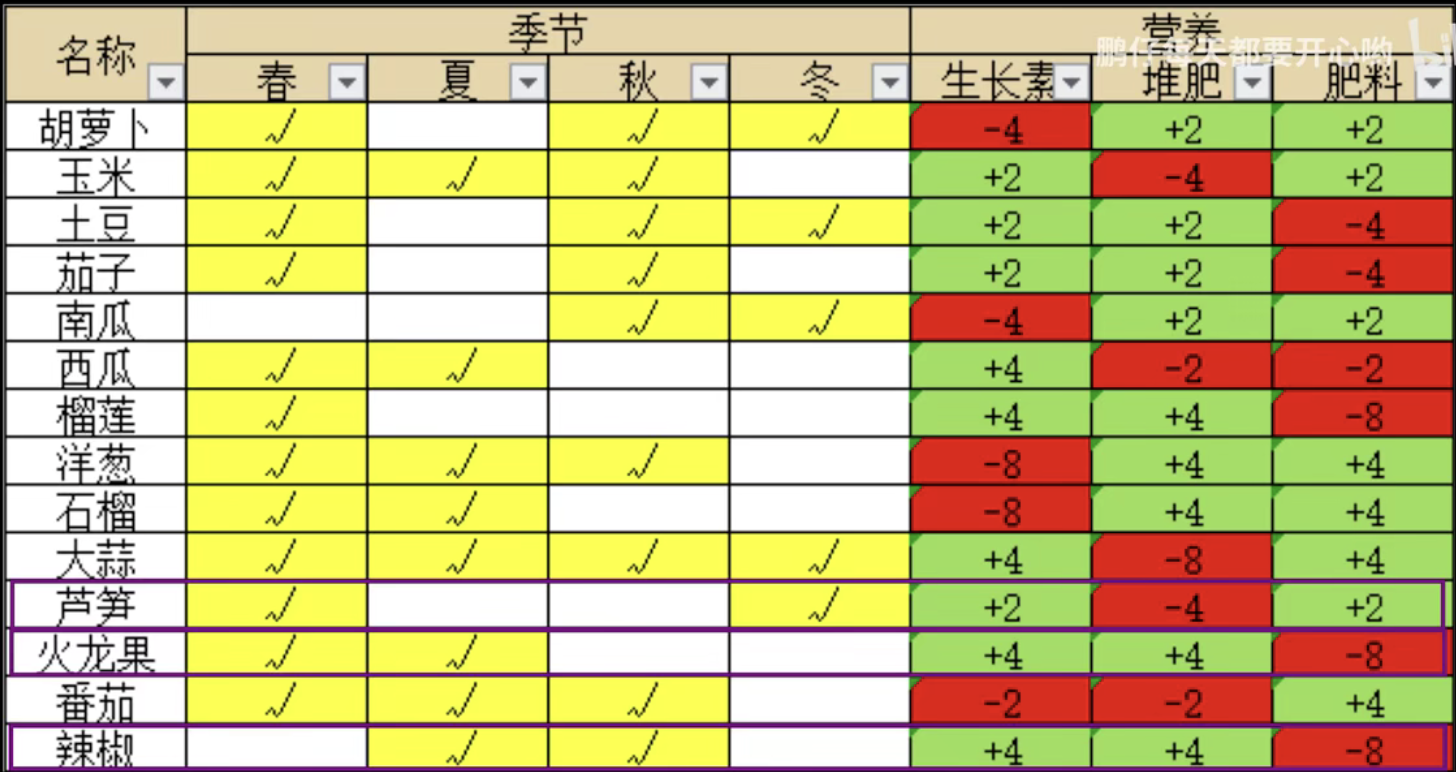 季节 营养
名称 春 夏 秋 冬 生长素 堆肥 肥料
鹏仔每天都要开心哟
胡萝卜 √ √ √ -4 +2 +2
玉米 √ √ √ +2 -4 +2
土豆 √ √ √ +2 +2 -4
茄子 √ √ +2 +2 -4
南瓜 √ √ -4 +2 +2
西瓜 √ √ +4 -2 -2
榴莲 √ +4 +4 -8
洋葱 √ √ √ -8 +4 +4
石榴 √ √ -8 +4 +4
大蒜 √ √ √ √ +4 -8 +4
芦笋 √ √ +2 -4 +2
火龙果 √ √ +4 +4 -8
番茄 √ √ √ -2 -2 +4
辣椒 √ √ +4 +4 -8